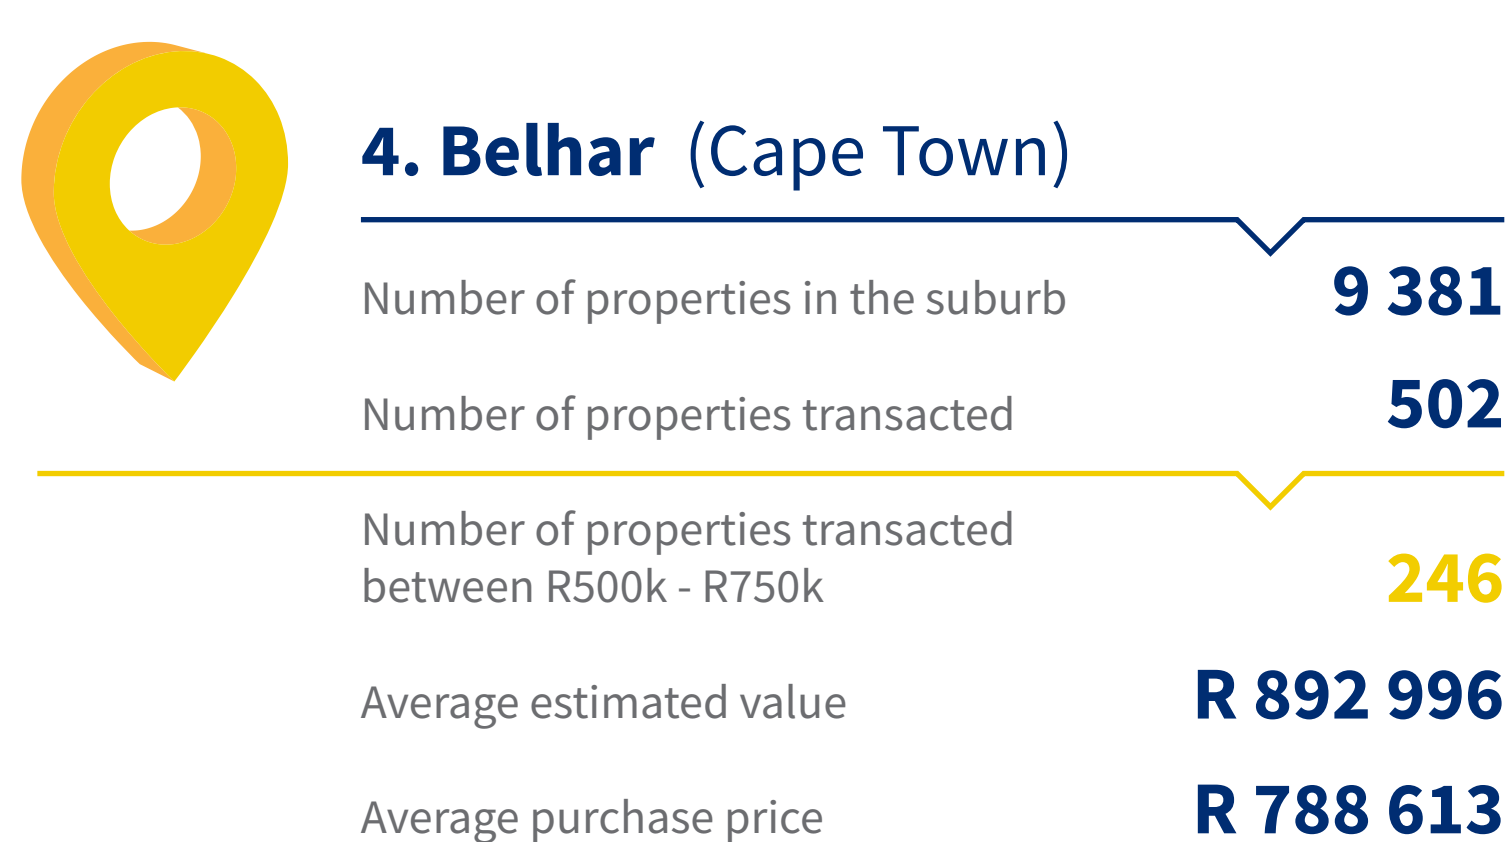 4. Belhar (Cape Town)
Number of properties in the suburb 9 381
Number of properties transacted 502
Number of properties transacted
between R500k - R750k 246
Average estimated value R 892 996
Average purchase price R 788 613